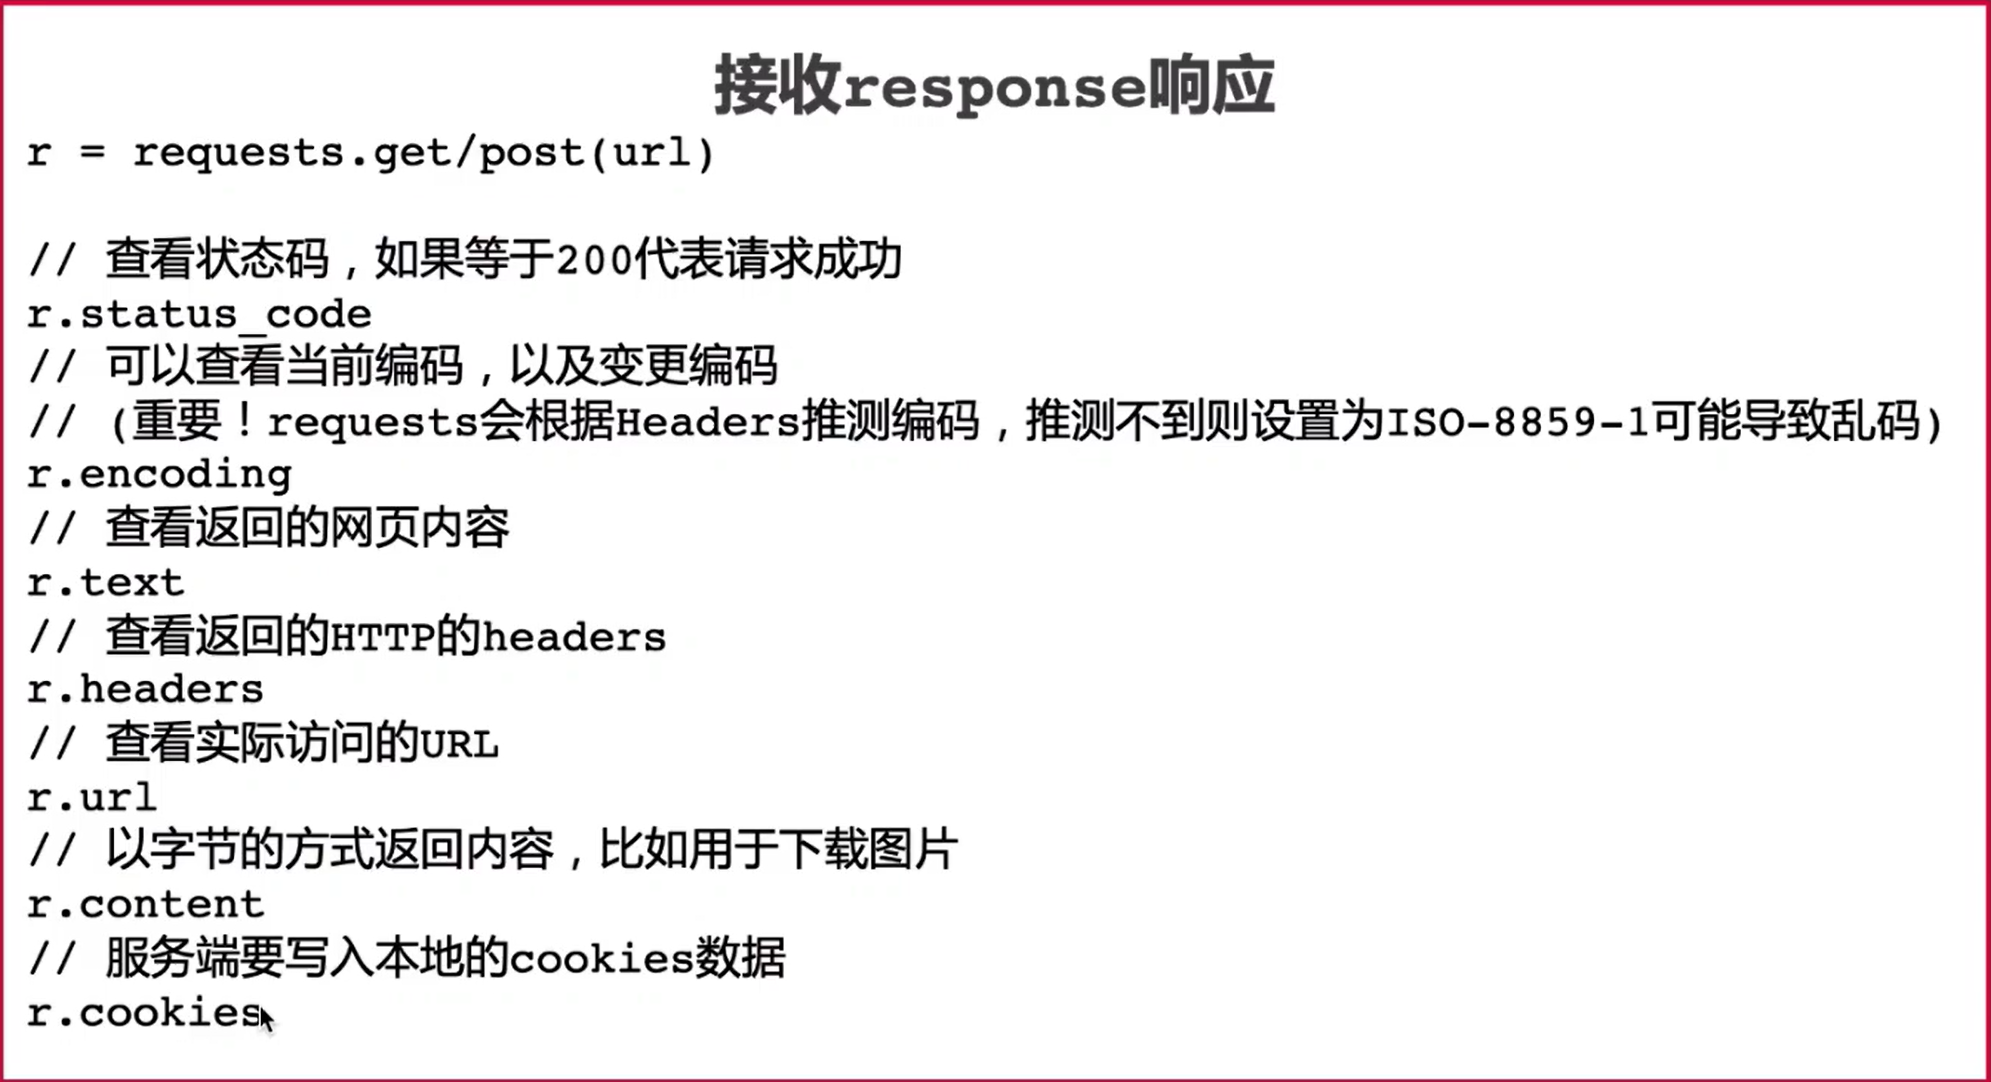 接收response响应
r = requests.get/post(url)
// 查看状态码，如果等于200代表请求成功
r.status_code
// 可以查看当前编码，以及变更编码
// (重要！requests会根据Headers推测编码，推测不到则设置为ISO-8859-1可能导致乱码)
r.encoding
// 查看返回的网页内容
r.text
// 查看返回的HTTP的headers
r.headers
// 查看实际访问的URL
r.url
// 以字节的方式返回内容，比如用于下载图片
r.content
// 服务端要写入本地的cookies数据
r.cookies